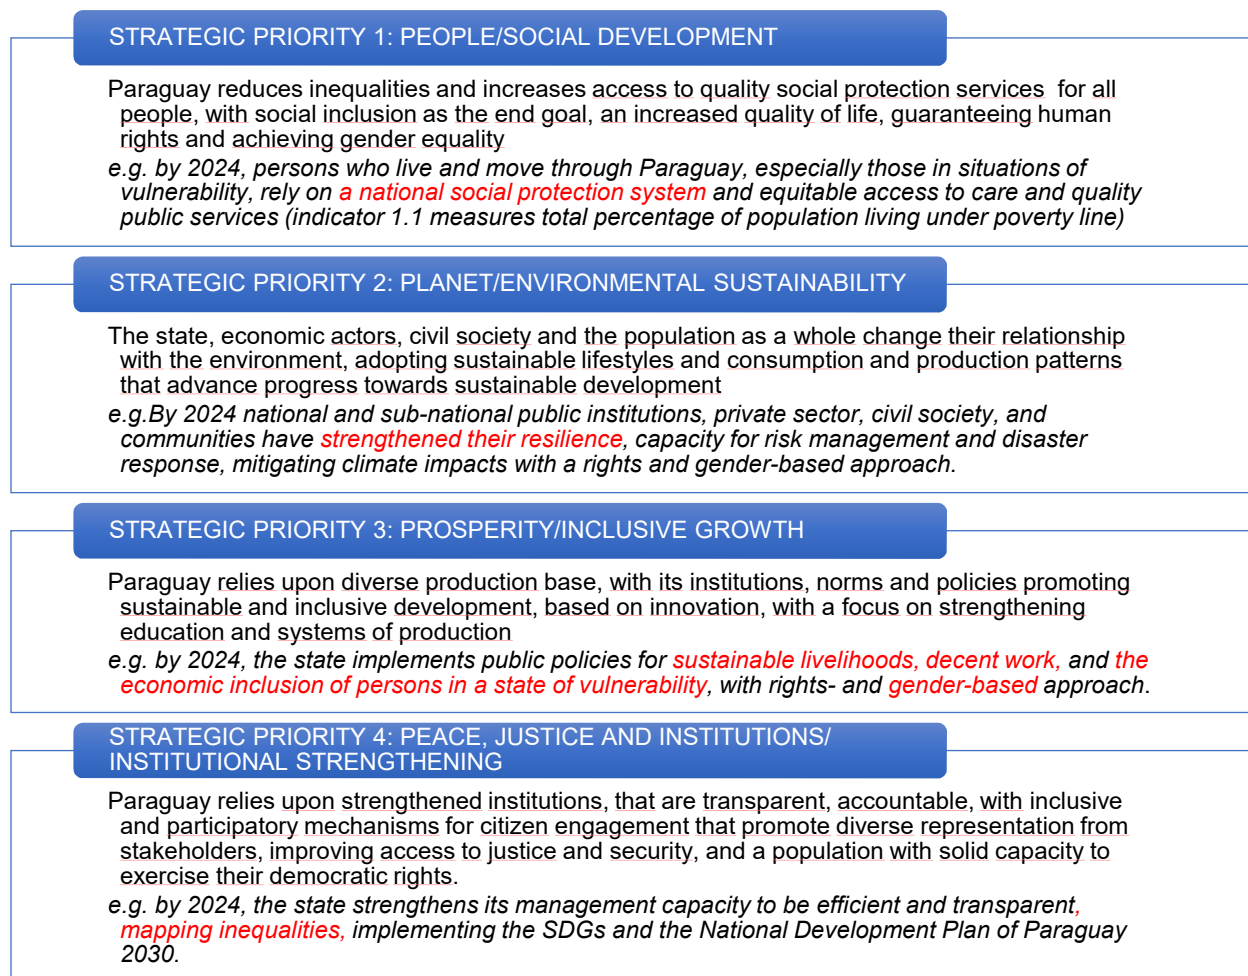 STRATEGIC PRIORITY 1: PEOPLE/SOCIAL DEVELOPMENT
Paraguay reduces inequalities and increases access to quality social protection services  for all
people, with social inclusion as the end goal, an increased quality of life, guaranteeing human
rights and achieving gender equality
e.g. by 2024, persons who live and move through Paraguay, especially those in situations of
vulnerability, rely on a national social protection system and equitable access to care and quality
public services (indicator 1.1 measures total percentage of population living under poverty line)
STRATEGIC PRIORITY 2: PLANET/ENVIRONMENTAL SUSTAINABILITY
The state, economic actors, civil society and the population as a whole change their relationship
with the environment, adopting sustainable lifestyles and consumption and production patterns
that advance progress towards sustainable development
e.g.By 2024 national and sub-national public institutions, private sector, civil society, and
communities have strengthened their resilience, capacity for risk management and disaster
response, mitigating climate impacts with a rights and gender-based approach.
STRATEGIC PRIORITY 3: PROSPERITY/INCLUSIVE GROWTH
Paraguay relies upon diverse production base, with its institutions, norms and policies promoting
sustainable and inclusive development, based on innovation, with a focus on strengthening
education and systems of production
e.g. by 2024, the state implements public policies for sustainable livelihoods, decent work, and the
economic inclusion of persons in a state of vulnerability, with rights- and gender-based approach.
STRATEGIC PRIORITY 4: PEACE, JUSTICE AND INSTITUTIONS/
INSTITUTIONAL STRENGTHENING
Paraguay relies upon strengthened institutions, that are transparent, accountable, with inclusive
and participatory mechanisms for citizen engagement that promote diverse representation from
stakeholders, improving access to justice and security, and a population with solid capacity to
exercise their democratic rights.
e.g. by 2024, the state strengthens its management capacity to be efficient and transparent,
mapping inequalities, implementing the SDGs and the National Development Plan of Paraguay
2030.